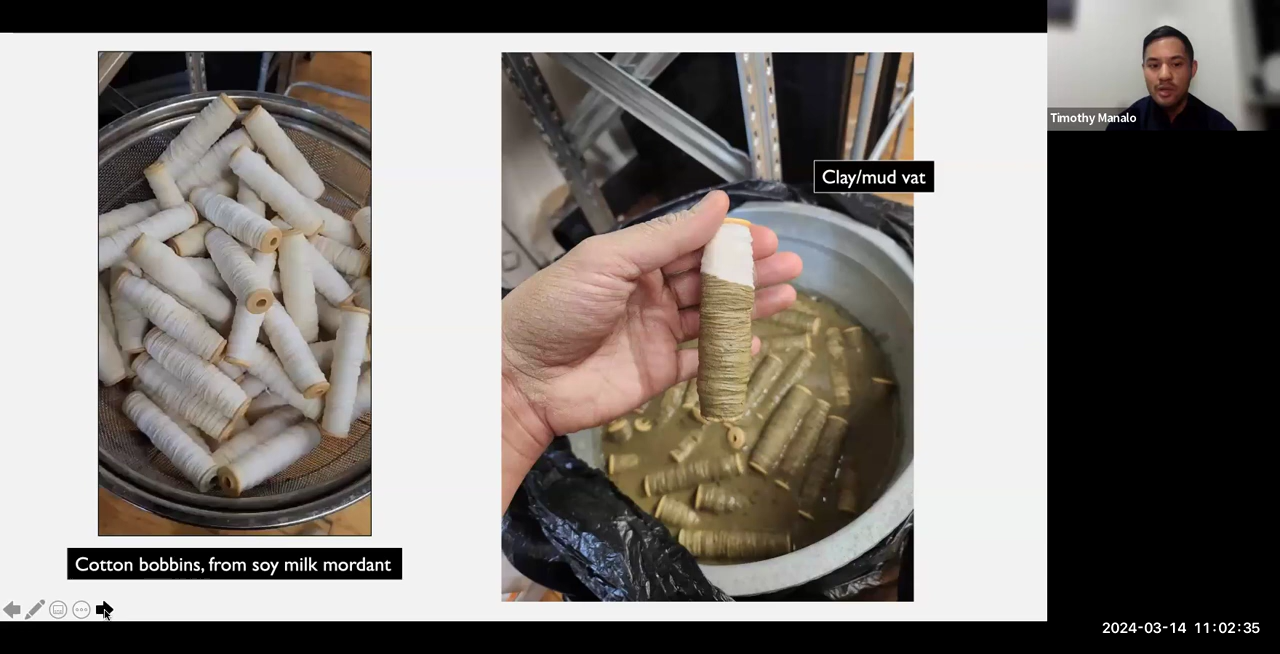 Timothy Manalo
Clay/mud vat
Cotton bobbins, from soy milk mordant
2024-03-14 11:02:35